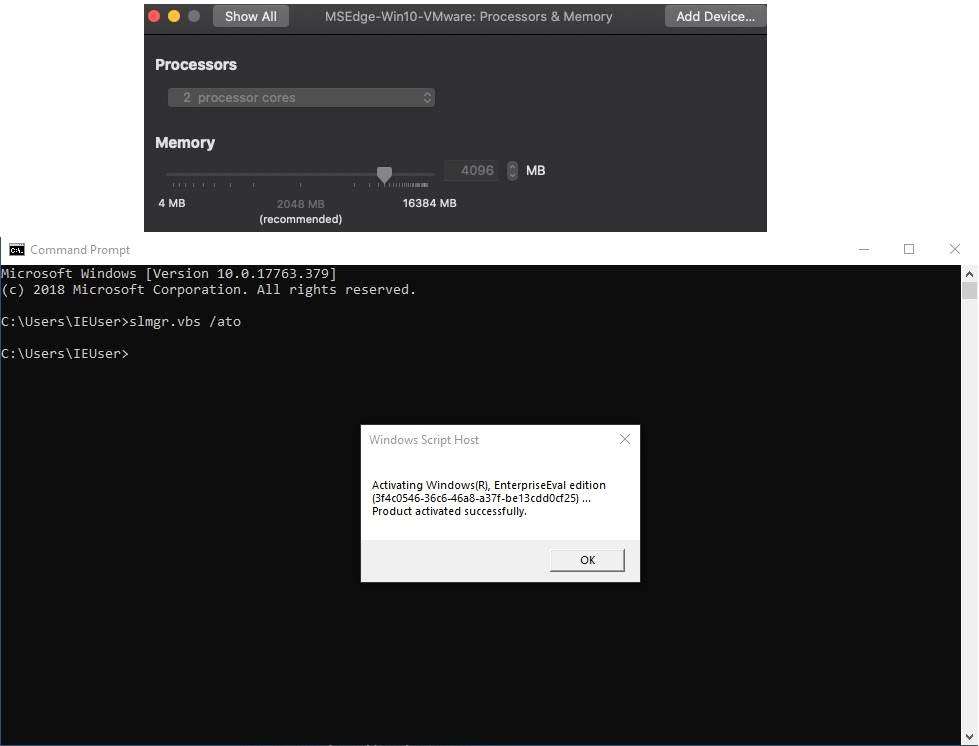 Show All
MSEdge-Win10-VMware: Processors & Memory
Add Device...
Processors
2 processor cores
Memory
4096 MB
4 MB
2048 MB
16384 MB
(recommended)
Command Prompt
Microsoft Windows [Version 10.0.17763.379]
(c) 2018 Microsoft Corporation. All rights reserved.
C:\Users\IEUser>slmgr.vbs /ato
C:\Users\IEUser>
Windows Script Host
Activating Windows(R), EnterpriseEval edition
(3f4c0546-36c6-46a8-a37f-be13cdd0cf25) ...
Product activated successfully.
OK